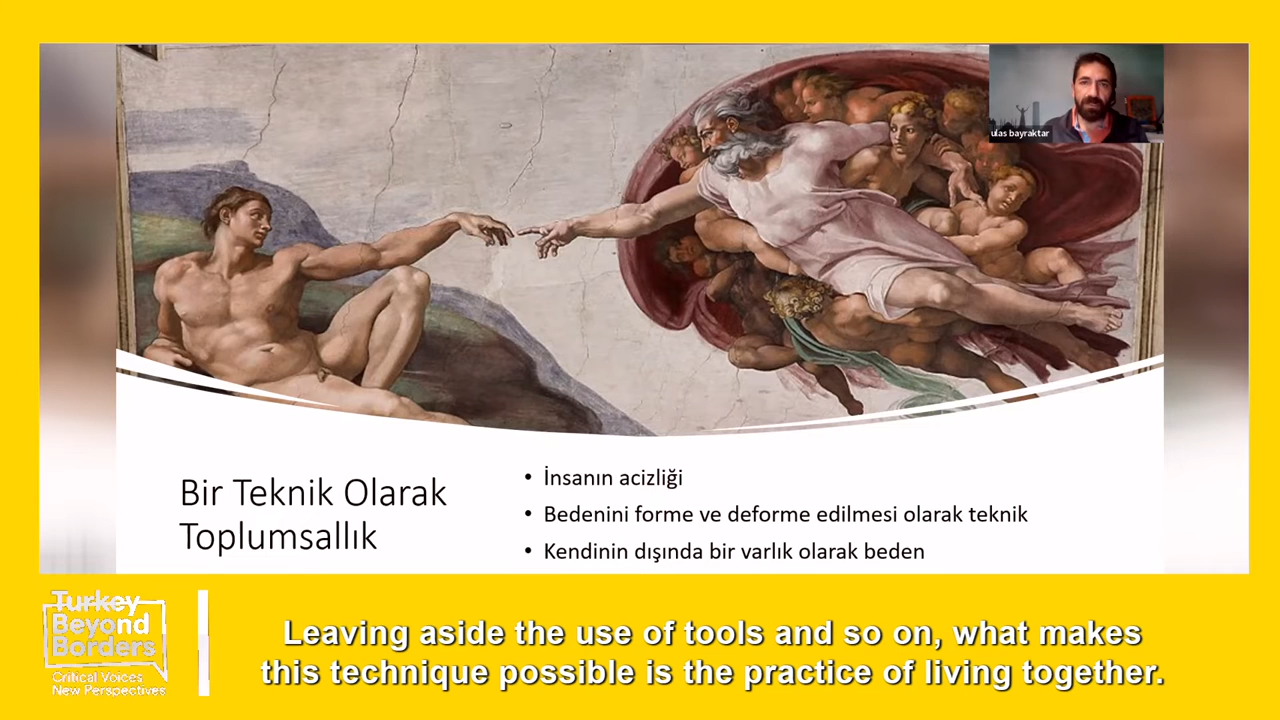 ulas bayraktar
Bir Teknik Olarak
Toplumsallık
• İnsanın acizliği
• Bedenini forme ve deforme edilmesi olarak teknik
• Kendinin dışında bir varlık olarak beden
Turkey
Beyond
Borders
Critical Voices
New Perspectives
Leaving aside the use of tools and so on, what makes
this technique possible is the practice of living together.